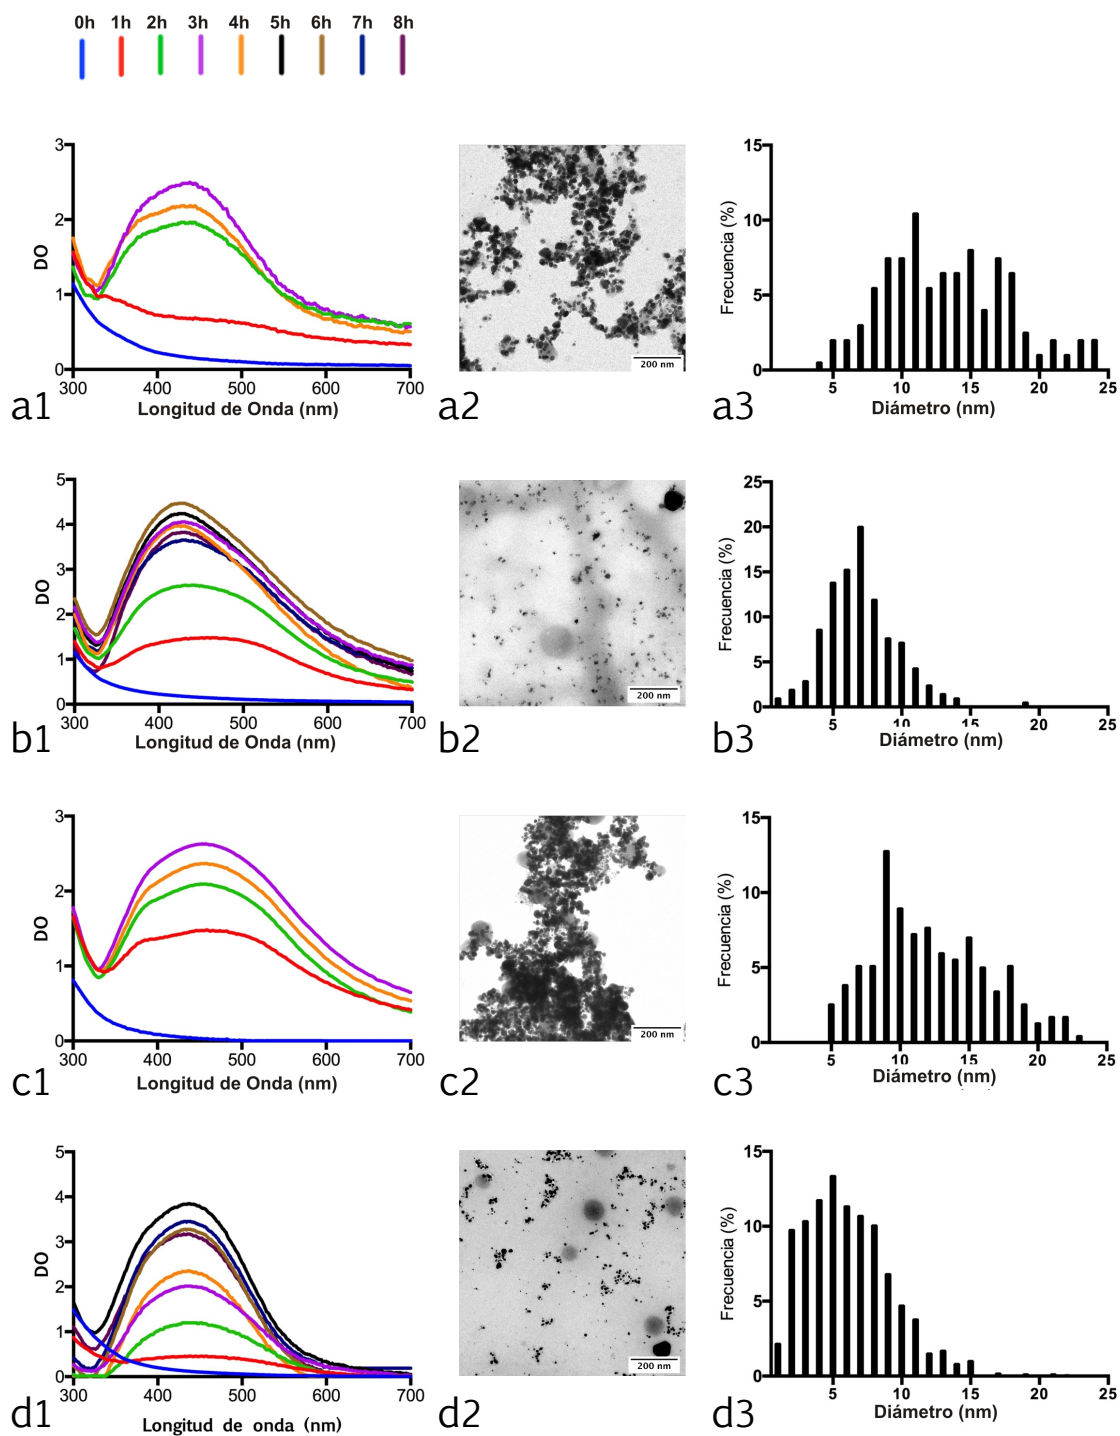 0h 1h 2h 3h 4h 5h 6h 7h 8h
3
2
1
0
DO
300 400 500 600 700
Longitud de Onda (nm)
a1
200 nm
a2
15
10
5
0
Frecuencia (%)
5 10 15 20 25
Diámetro (nm)
a3
5
4
3
2
1
0
DO
300 400 500 600 700
Longitud de Onda (nm)
b1
200 nm
b2
25
20
15
10
5
0
Frecuencia (%)
5 10 15 20 25
Diámetro (nm)
b3
3
2
1
0
DO
300 400 500 600 700
Longitud de Onda (nm)
c1
200 nm
c2
15
10
5
0
Frecuencia (%)
5 10 15 20 25
Diámetro (nm)
c3
5
4
3
2
1
0
DO
300 400 500 600 700
Longitud de onda (nm)
d1
200 nm
d2
15
10
5
0
Frecuencia (%)
5 10 15 20 25
Diámetro (nm)
d3